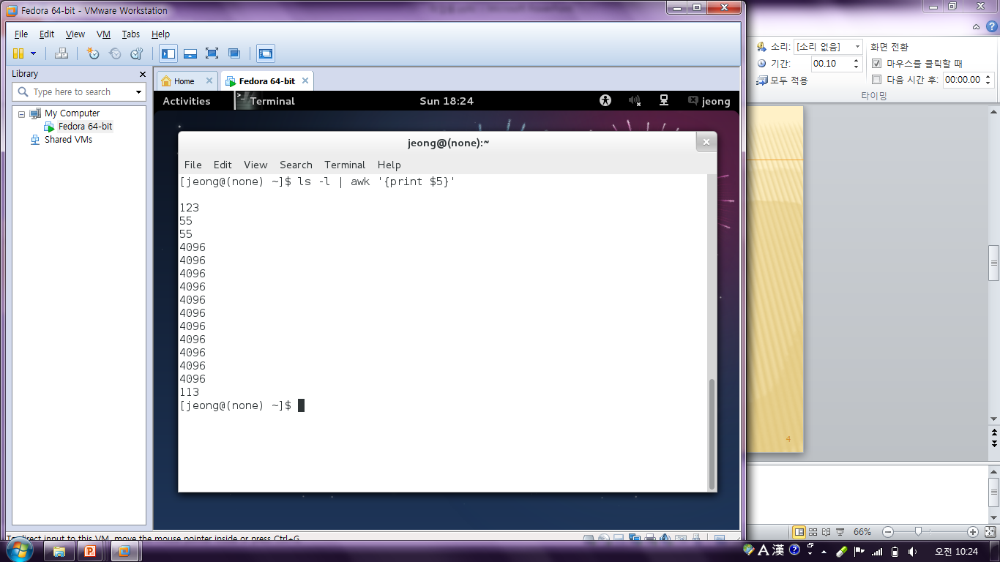 Fedora 64-bit - VMware Workstation
File Edit View VM Tabs Help
Library
Type here to search
My Computer
Fedora 64-bit
Shared VMs
Home
Fedora 64-bit
Activities
Terminal
Sun 18:24
jeong
jeong@(none):~
File Edit View Search Terminal Help
[jeong@(none) ~]$ ls -l | awk '{print $5}'
123
55
55
4096
4096
4096
4096
4096
4096
4096
4096
4096
4096
4096
113
[jeong@(none) ~]$
To direct input to this VM, move the mouse pointer inside or press Ctrl+G.
소리: [소리 없음]
기간: 00.10
모두 적용
화면 전환
마우스를 클릭할 때
다음 시간 후: 00:00.00
타이밍
4
66%
A 漢
오전 10:24